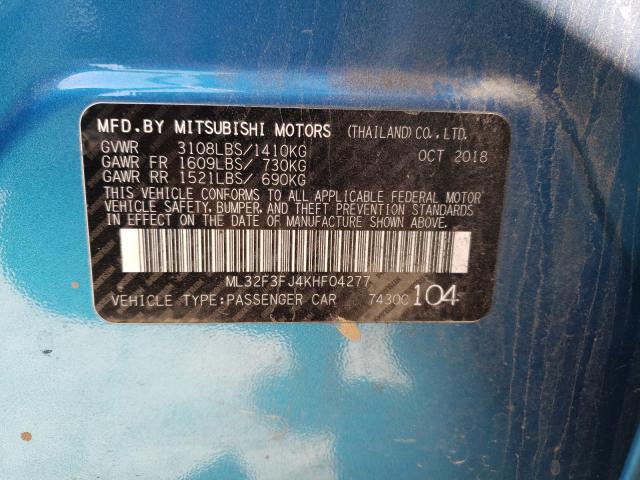 MFD.BY MITSUBISHI MOTORS (THAILAND) CO.,LTD.
GVWR 3108LBS/1410KG OCT 2018
GAWR FR 1609LBS/ 730KG
GAWR RR 1521LBS/ 690KG
THIS VEHICLE CONFORMS TO ALL APPLICABLE FEDERAL MOTOR
VEHICLE SAFETY, BUMPER, AND THEFT PREVENTION STANDARDS
IN EFFECT ON THE DATE OF MANUFACTURE SHOWN ABOVE.
ML32F3FJ4KHF04277
VEHICLE TYPE:PASSENGER CAR 7430C 104